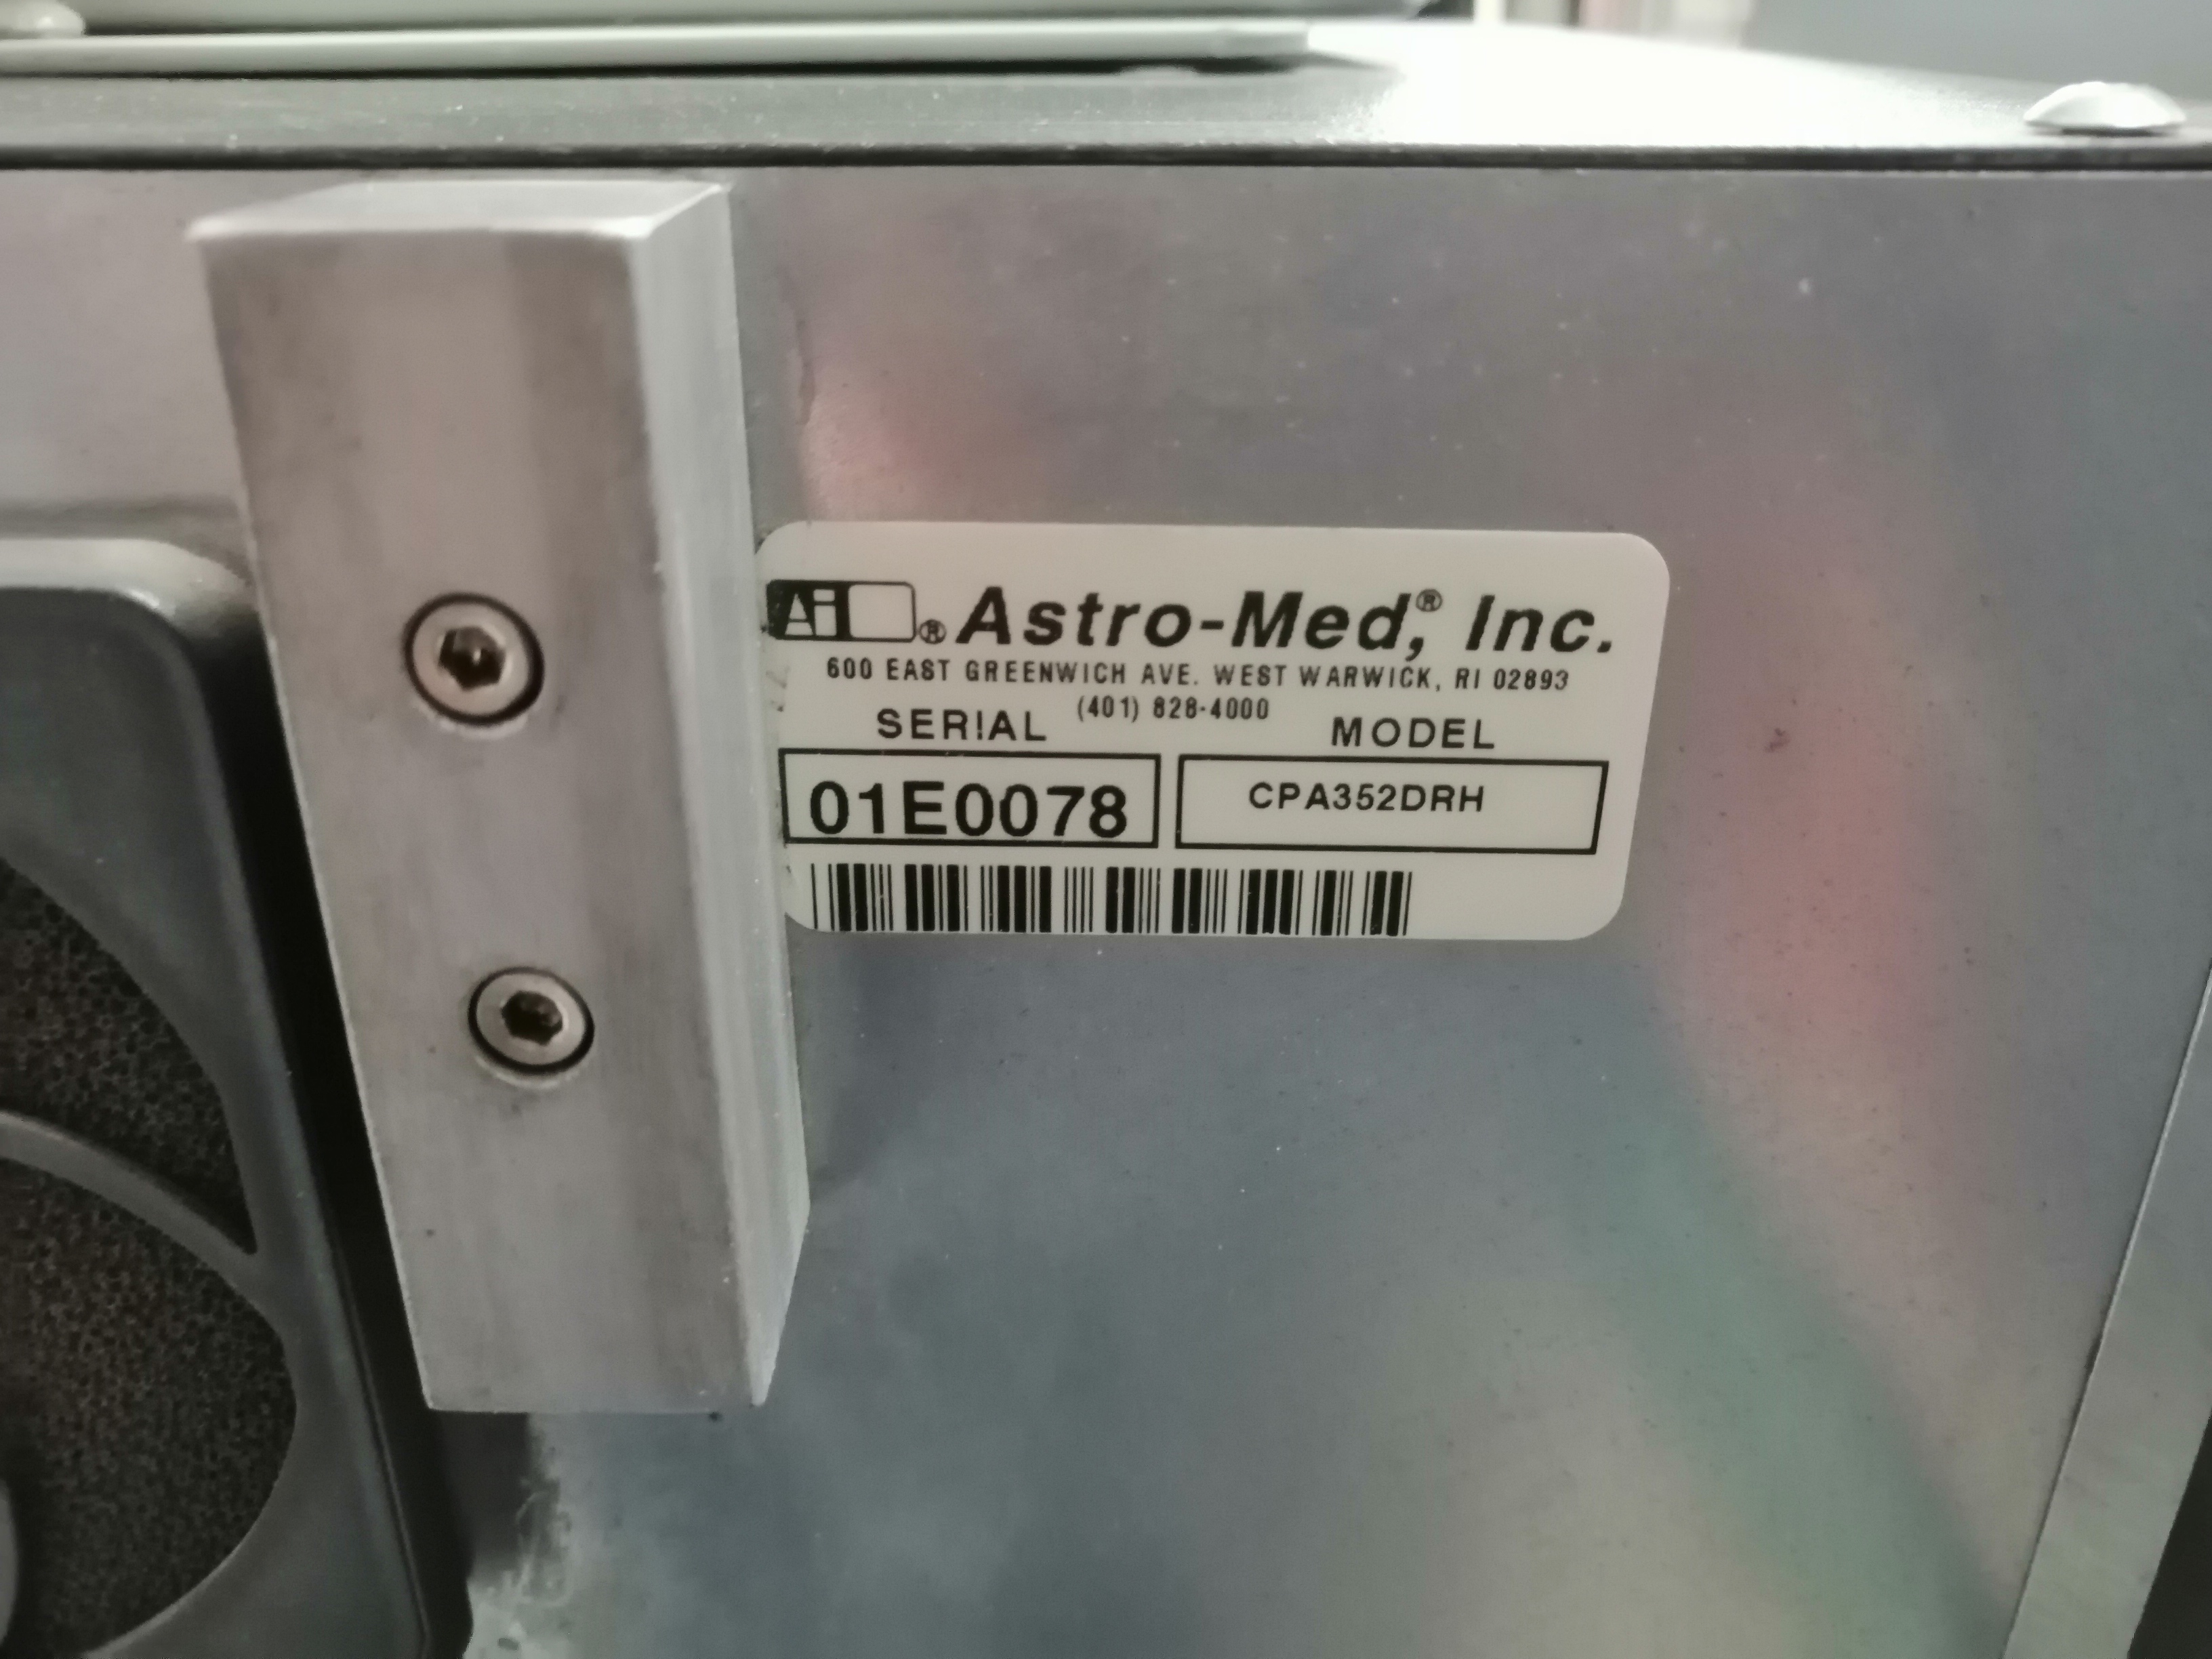 Ai ® Astro-Med,® Inc.
600 EAST GREENWICH AVE. WEST WARWICK, RI 02893
(401) 828-4000
SERIAL MODEL
01E0078 CPA352DRH